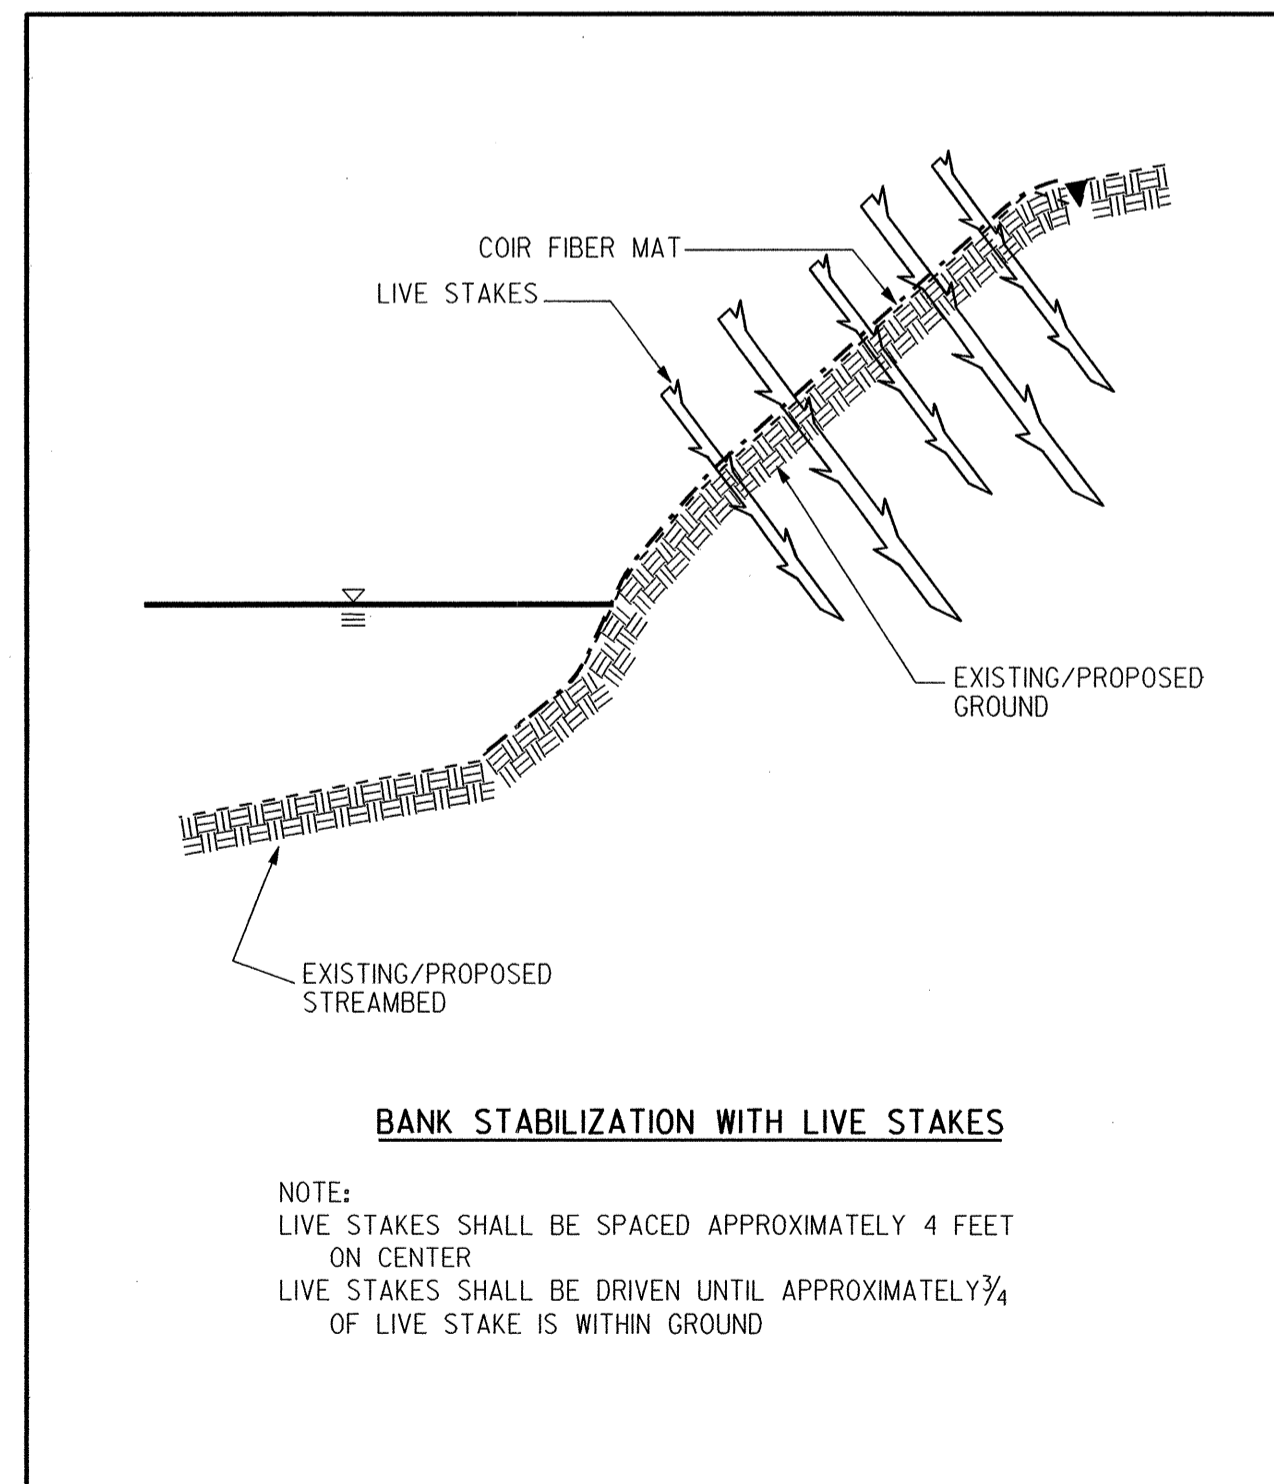 COIR FIBER MAT
LIVE STAKES
EXISTING/PROPOSED
GROUND
EXISTING/PROPOSED
STREAMBED
BANK STABILIZATION WITH LIVE STAKES
NOTE:
LIVE STAKES SHALL BE SPACED APPROXIMATELY 4 FEET
ON CENTER
LIVE STAKES SHALL BE DRIVEN UNTIL APPROXIMATELY 3/4
OF LIVE STAKE IS WITHIN GROUND